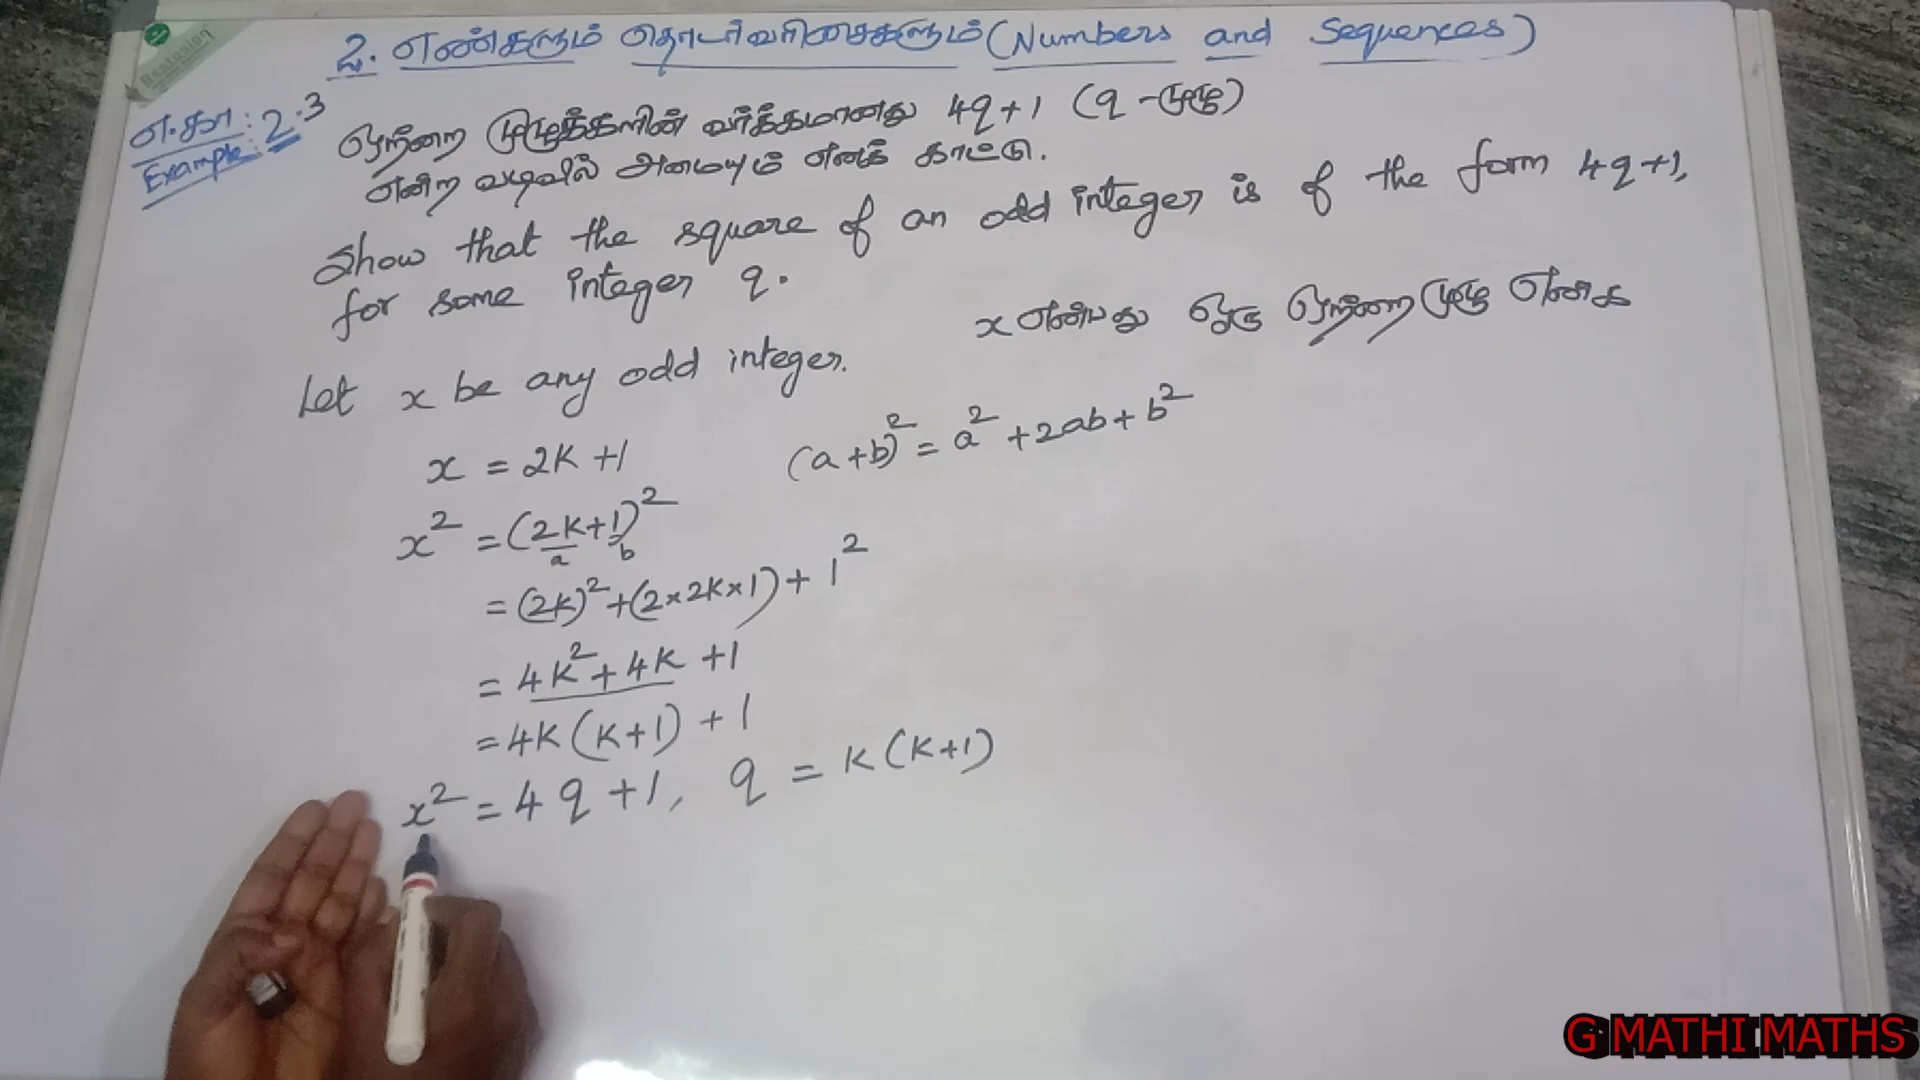 2. எண்களும் தொடர்வரிசைகளும் (Numbers and Sequences)
எ.கா : 2.3
Example :
ஒற்றை முழுக்களின் வர்க்கமானது 4q+1 (q - முழு)
என்ற வடிவில் அமையும் எனக் காட்டு.
Show that the square of an odd integer is of the form 4q+1,
for some integer q.
x என்பது ஒரு ஒற்றை முழு என்க
Let x be any odd integer.
x = 2k+1
(a+b)² = a² + 2ab + b²
x² = (2k+1)²
a b
= (2k)² + (2×2k×1) + 1²
= 4k² + 4k + 1
= 4k(k+1) + 1
x² = 4q+1, q = k(k+1)
G MATHI MATHS